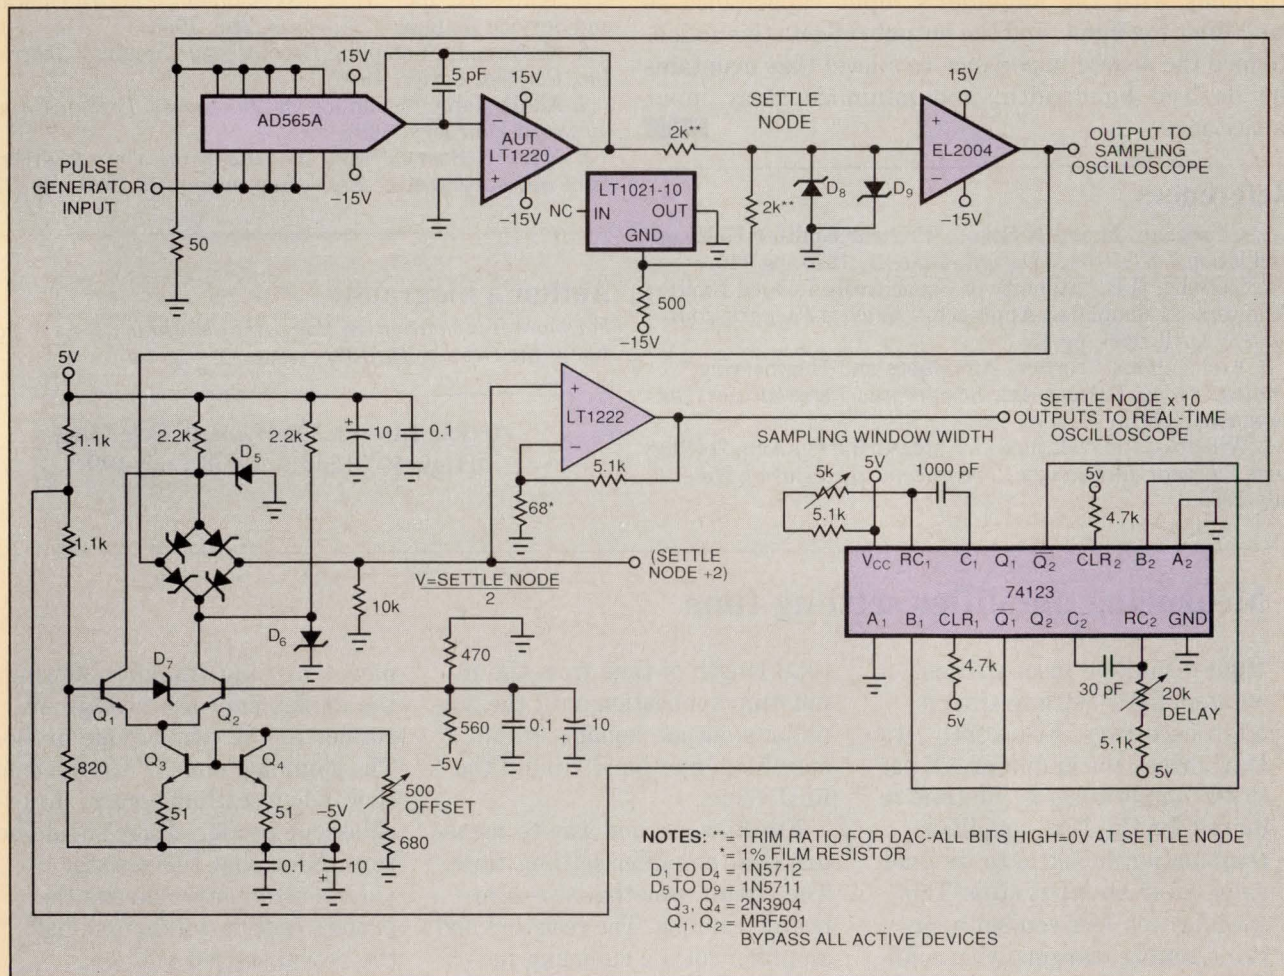 15V
5 pF
15V
AD565A
−
AUT
LT1220
+
−15V
−15V
PULSE
GENERATOR
INPUT
50
2k**
SETTLE
NODE
LT1021-10
NC
IN
OUT
GND
2k**
500
−15V
D8
D9
15V
+
EL2004
−
−15V
OUTPUT TO
SAMPLING
OSCILLOSCOPE
5V
1.1k
2.2k
D5
2.2k
+
10
0.1
1.1k
+
LT1222
−
5.1k
68*
SETTLE NODE x 10
OUTPUTS TO REAL-TIME
OSCILLOSCOPE
V=SETTLE NODE
2
(SETTLE
NODE ÷2)
10k
D6
D7
Q1
Q2
Q3
Q4
820
51
51
−5V
0.1
10
+
500
OFFSET
680
470
560
−5V
0.1
+
10
SAMPLING WINDOW WIDTH
5k
5.1k
5V
1000 pF
5v
4.7k
VCC RC1 C1 Q1 Q2 CLR2 B2 A2
74123
A1 B1 CLR1 Q1 Q2 C2 RC2 GND
4.7k
5v
30 pF
20k
DELAY
5.1k
5v
NOTES: **= TRIM RATIO FOR DAC-ALL BITS HIGH=0V AT SETTLE NODE
*= 1% FILM RESISTOR
D1 TO D4 = 1N5712
D5 TO D9 = 1N5711
Q3, Q4 = 2N3904
Q1, Q2 = MRF501
BYPASS ALL ACTIVE DEVICES